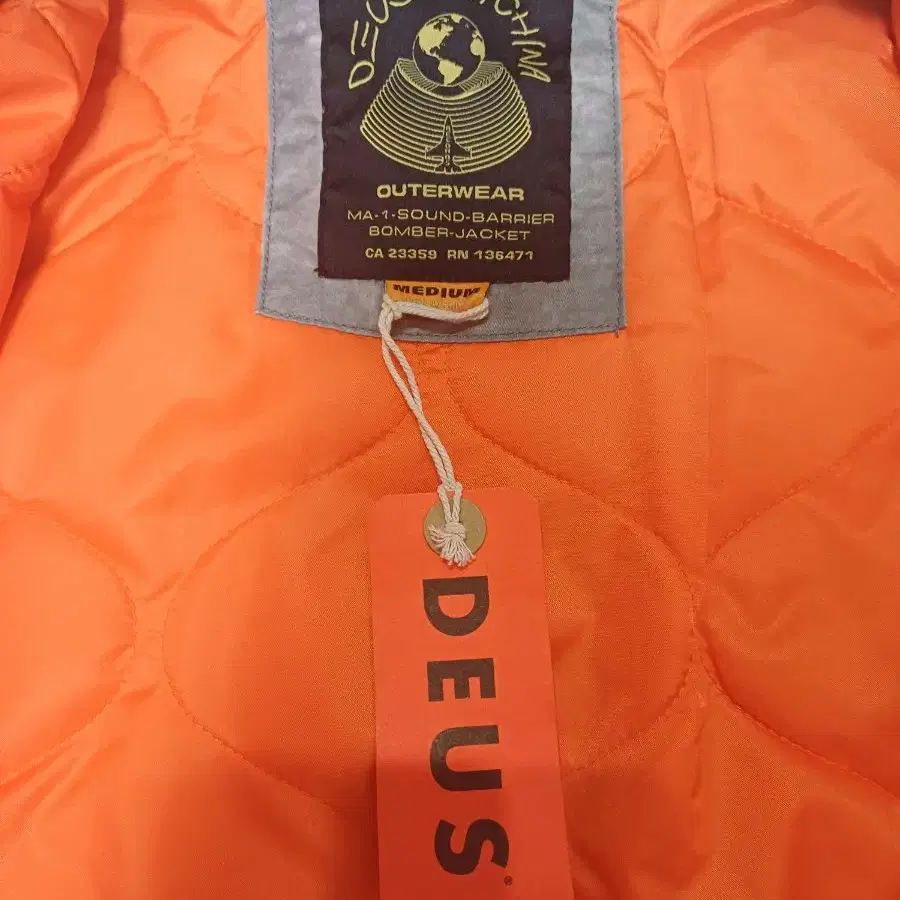 OUTERWEAR
MA-1-SOUND-BARRIER
BOMBER-JACKET
CA 23359 RN 136471
MEDIUM
DEUS®